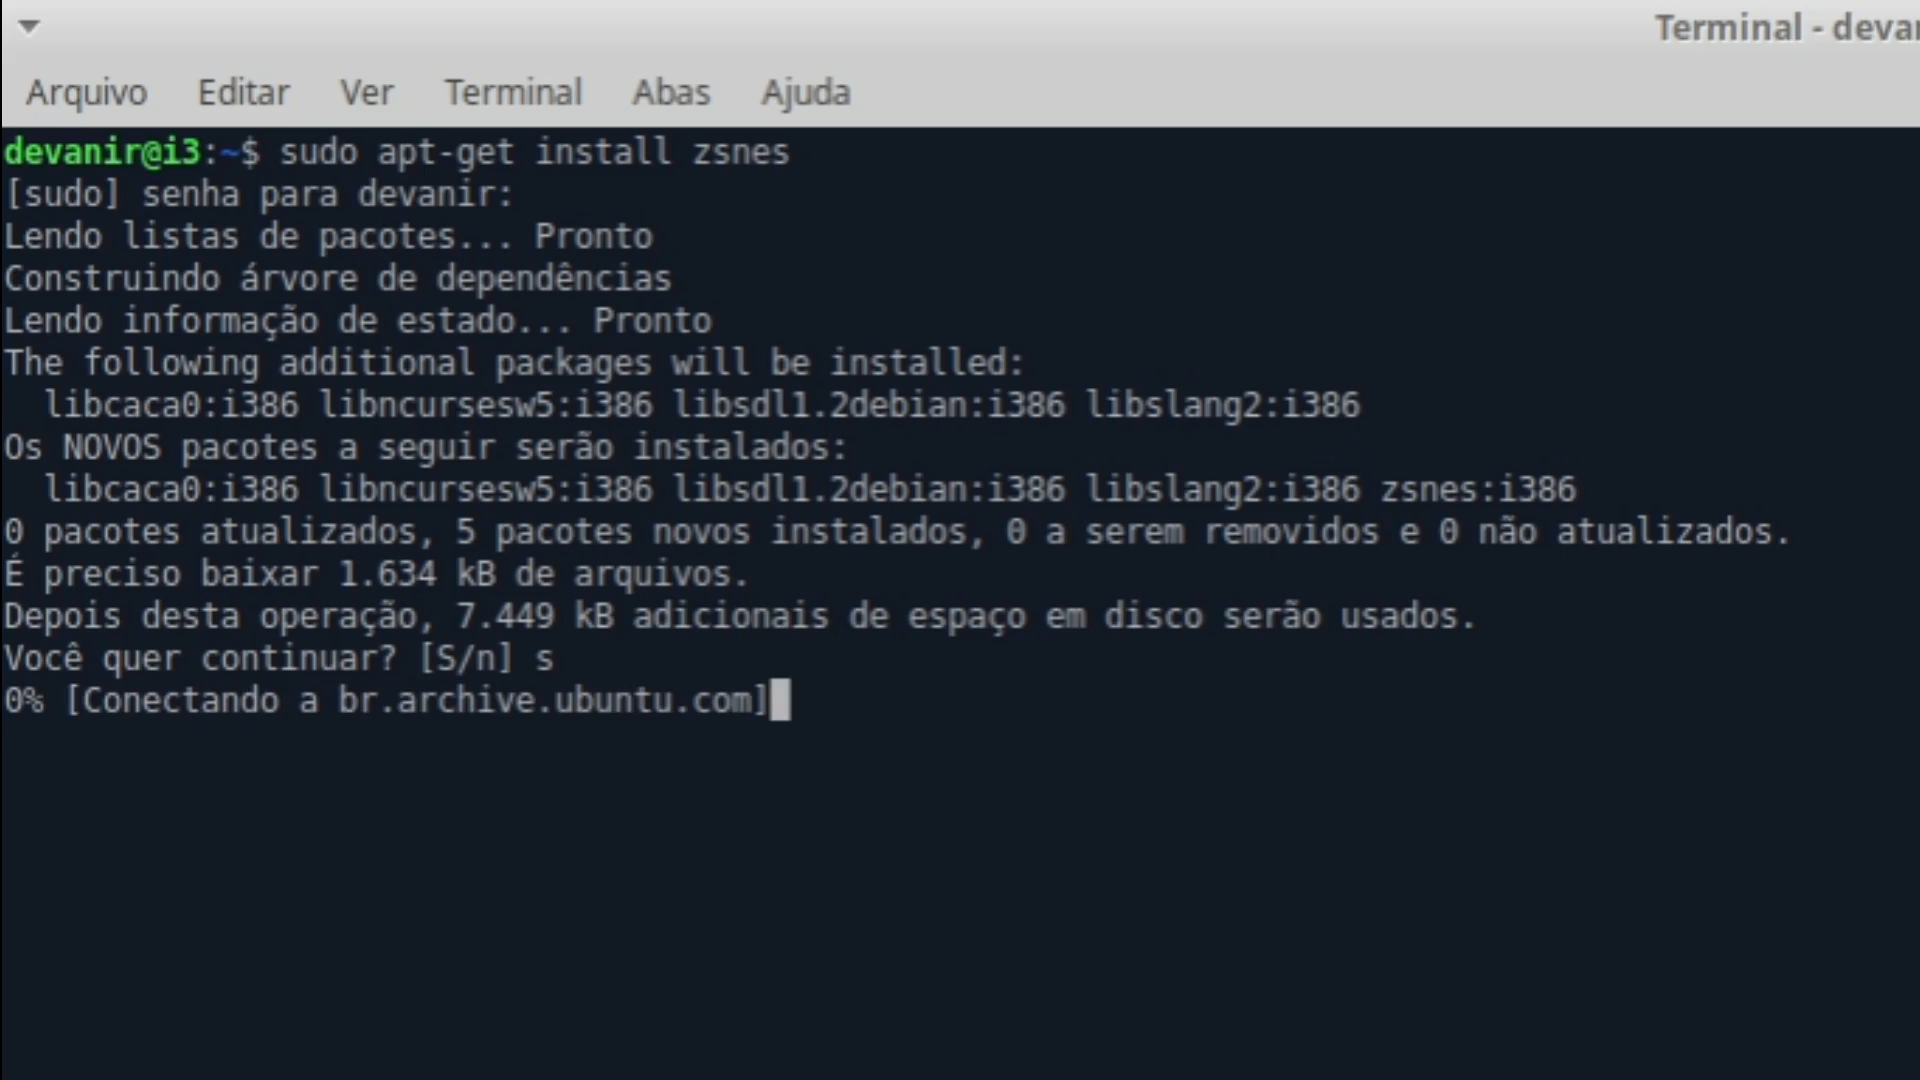 Terminal - devan
Arquivo Editar Ver Terminal Abas Ajuda
devanir@i3:~$ sudo apt-get install zsnes
[sudo] senha para devanir:
Lendo listas de pacotes... Pronto
Construindo árvore de dependências
Lendo informação de estado... Pronto
The following additional packages will be installed:
  libcaca0:i386 libncursesw5:i386 libsdl1.2debian:i386 libslang2:i386
Os NOVOS pacotes a seguir serão instalados:
  libcaca0:i386 libncursesw5:i386 libsdl1.2debian:i386 libslang2:i386 zsnes:i386
0 pacotes atualizados, 5 pacotes novos instalados, 0 a serem removidos e 0 não atualizados.
É preciso baixar 1.634 kB de arquivos.
Depois desta operação, 7.449 kB adicionais de espaço em disco serão usados.
Você quer continuar? [S/n] s
0% [Conectando a br.archive.ubuntu.com]